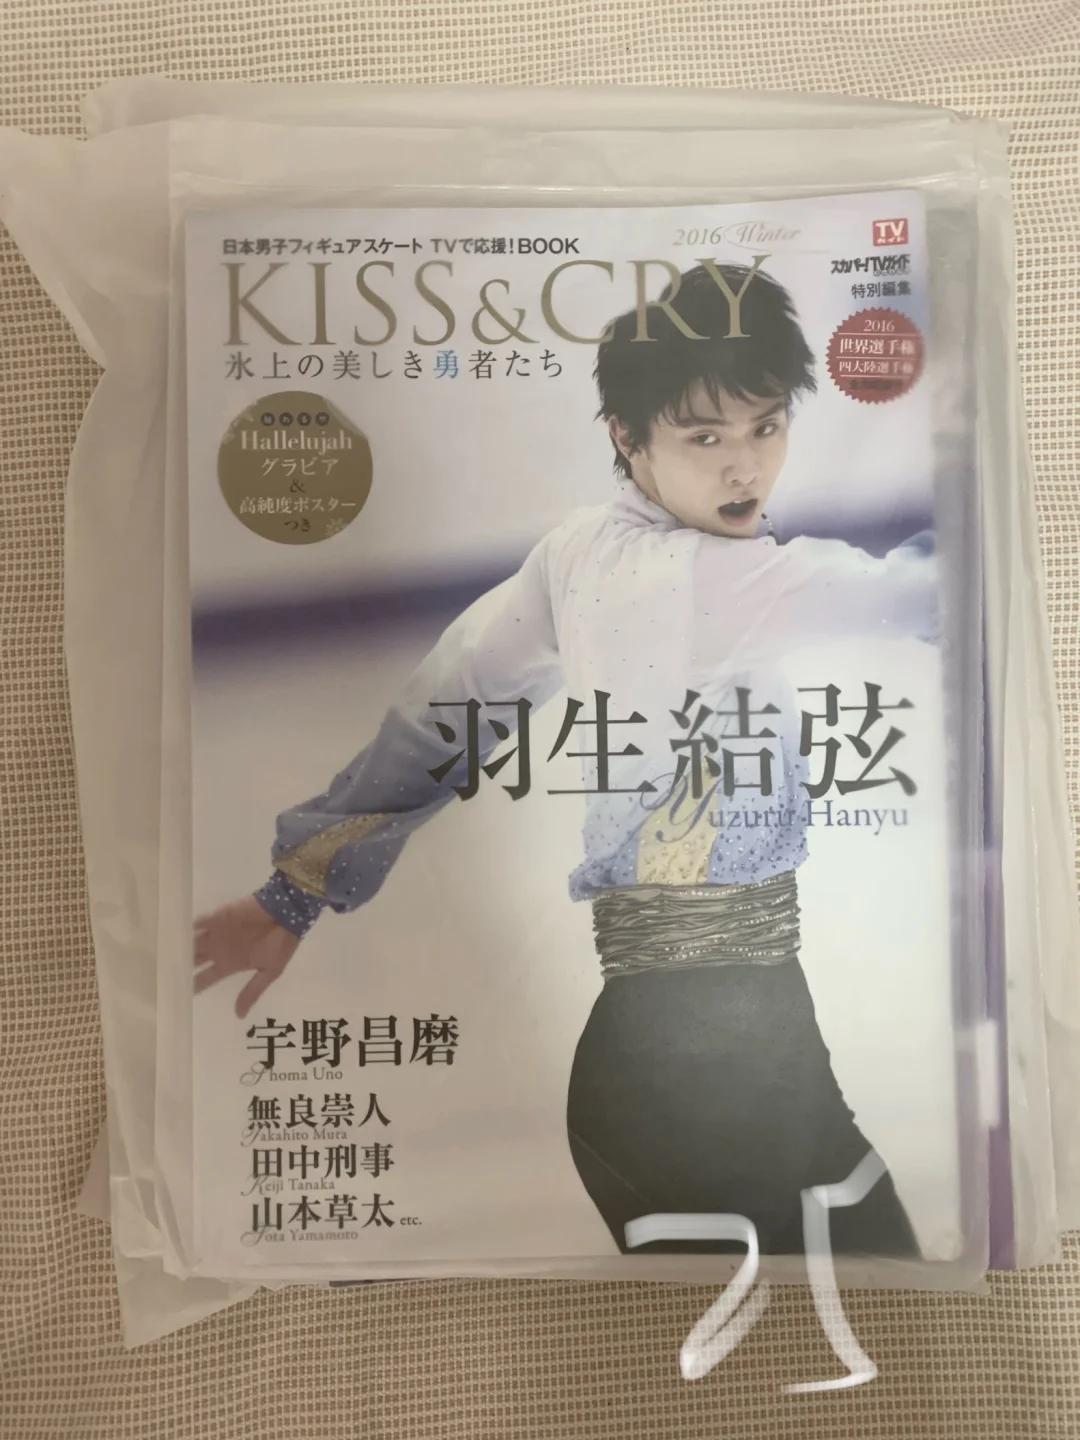 日本男子フィギュアスケート TVで応援!BOOK
2016 Winter
TV
ガイド
KISS&CRY
スカパー!TVガイド
特別編集
氷上の美しき勇者たち
2016
世界選手権
四大陸選手権
Hallelujah
グラビア
&
高純度ポスター
つき
羽生結弦
Yuzuru Hanyu
宇野昌磨
Shoma Uno
無良崇人
Takahito Mura
田中刑事
Keiji Tanaka
山本草太 etc.
Sota Yamamoto
25